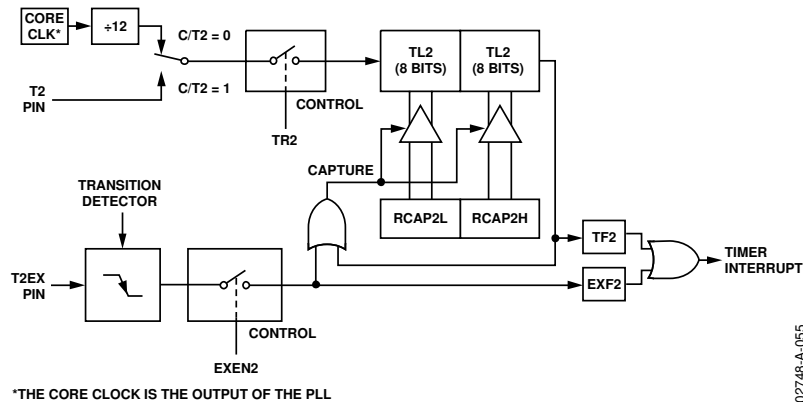 CORE
CLK*
÷12
C/T2 = 0
C/T2 = 1
T2
PIN
CONTROL
TR2
TL2
(8 BITS)
TL2
(8 BITS)
CAPTURE
RCAP2L
RCAP2H
TRANSITION
DETECTOR
T2EX
PIN
CONTROL
EXEN2
TF2
EXF2
TIMER
INTERRUPT
*THE CORE CLOCK IS THE OUTPUT OF THE PLL
02748-A-055